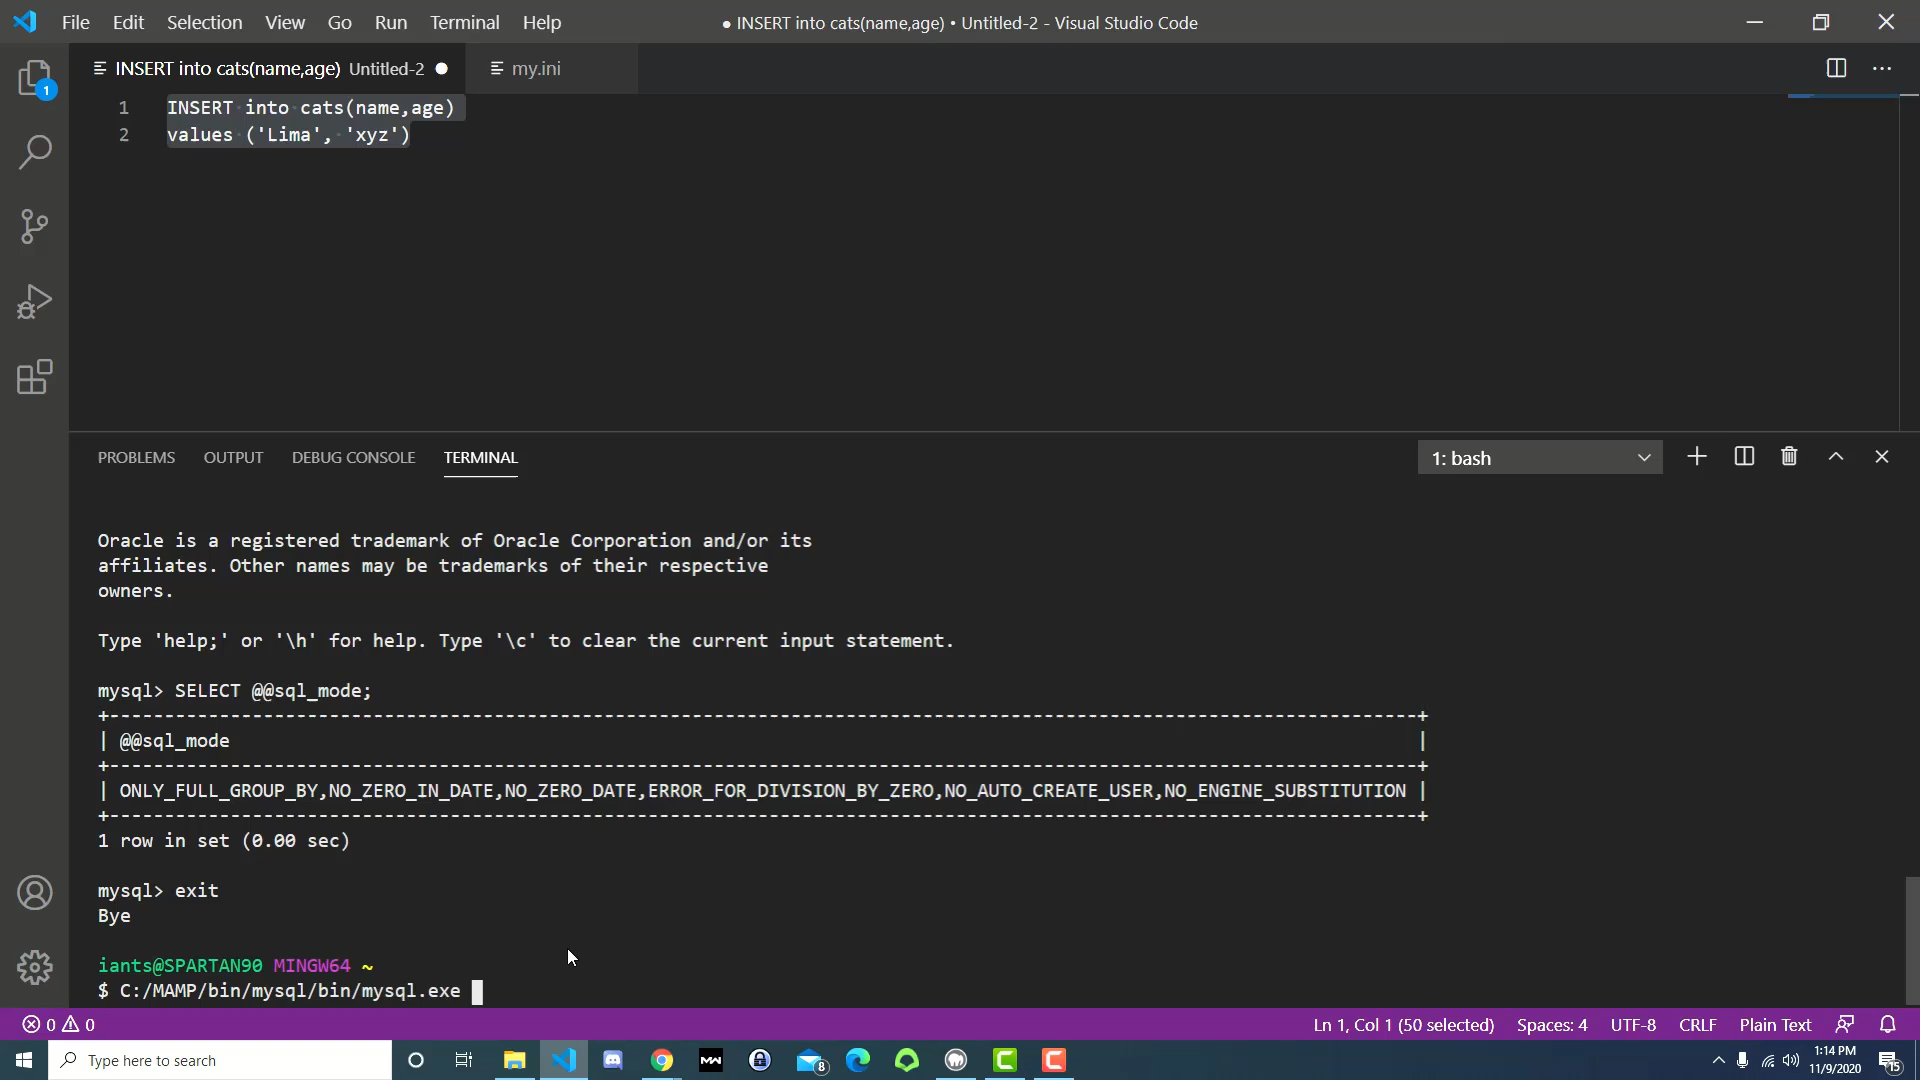 File Edit Selection View Go Run Terminal Help
● INSERT into cats(name,age) • Untitled-2 - Visual Studio Code
INSERT into cats(name,age) Untitled-2 ●
my.ini
1
1 INSERT into cats(name,age)
2 values ('Lima', 'xyz')
PROBLEMS OUTPUT DEBUG CONSOLE TERMINAL
1: bash
Oracle is a registered trademark of Oracle Corporation and/or its
affiliates. Other names may be trademarks of their respective
owners.
Type 'help;' or '\h' for help. Type '\c' to clear the current input statement.
mysql> SELECT @@sql_mode;
+-----------------------------------------------------------------------------------------------------------------------+
| @@sql_mode |
+-----------------------------------------------------------------------------------------------------------------------+
| ONLY_FULL_GROUP_BY,NO_ZERO_IN_DATE,NO_ZERO_DATE,ERROR_FOR_DIVISION_BY_ZERO,NO_AUTO_CREATE_USER,NO_ENGINE_SUBSTITUTION |
+-----------------------------------------------------------------------------------------------------------------------+
1 row in set (0.00 sec)
mysql> exit
Bye
iants@SPARTAN90 MINGW64 ~
$ C:/MAMP/bin/mysql/bin/mysql.exe
0 0
Ln 1, Col 1 (50 selected) Spaces: 4 UTF-8 CRLF Plain Text
Type here to search
MW
8
1:14 PM
11/9/2020
15